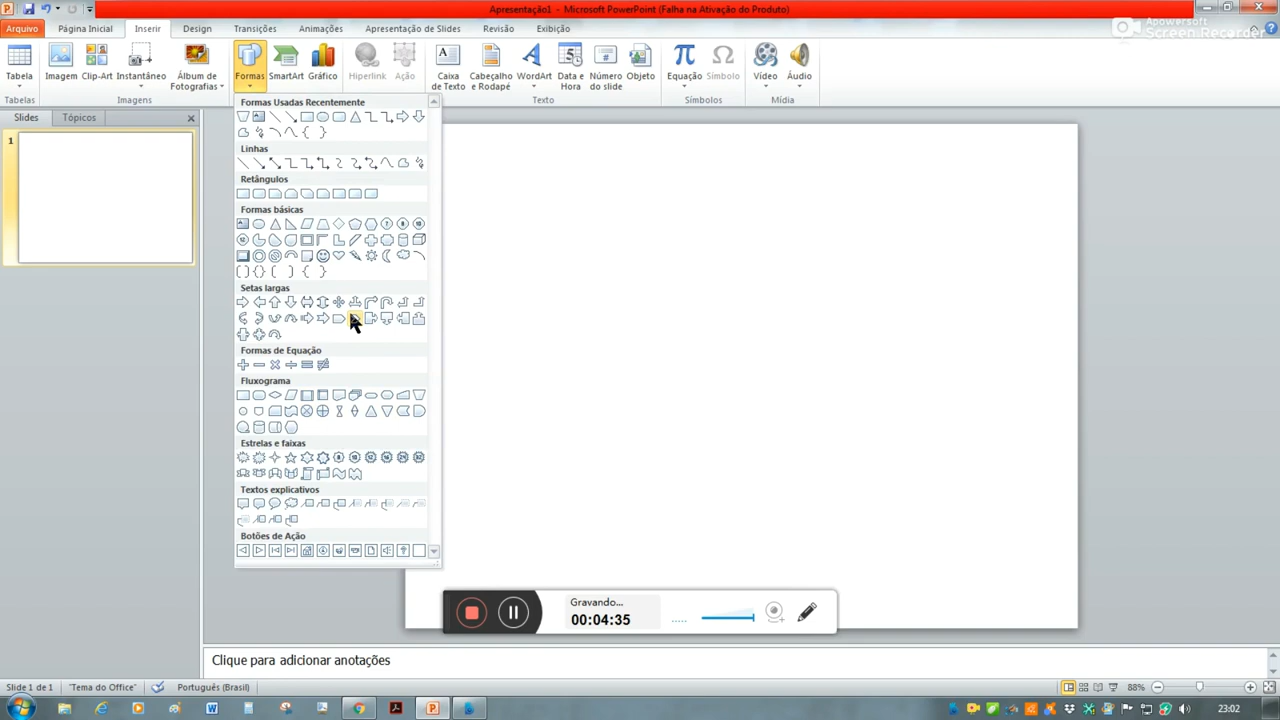 Apresentação1 - Microsoft PowerPoint (Falha na Ativação do Produto)
Apowersoft
Screen Recorder
Arquivo Página Inicial Inserir Design Transições Animações Apresentação de Slides Revisão Exibição
Tabela Imagem Clip-Art Instantâneo Álbum de Fotografias Formas SmartArt Gráfico Hiperlink Ação Caixa de Texto Cabeçalho e Rodapé WordArt Data e Hora Número do slide Objeto Equação Símbolo Vídeo Áudio
Tabelas Imagens Texto Símbolos Mídia
Slides Tópicos
1
Formas Usadas Recentemente
Linhas
Retângulos
Formas básicas
Setas largas
Formas de Equação
Fluxograma
Estrelas e faixas
Textos explicativos
Botões de Ação
Gravando...
00:04:35
Clique para adicionar anotações
Slide 1 de 1 "Tema do Office" Português (Brasil) 88%
23:02